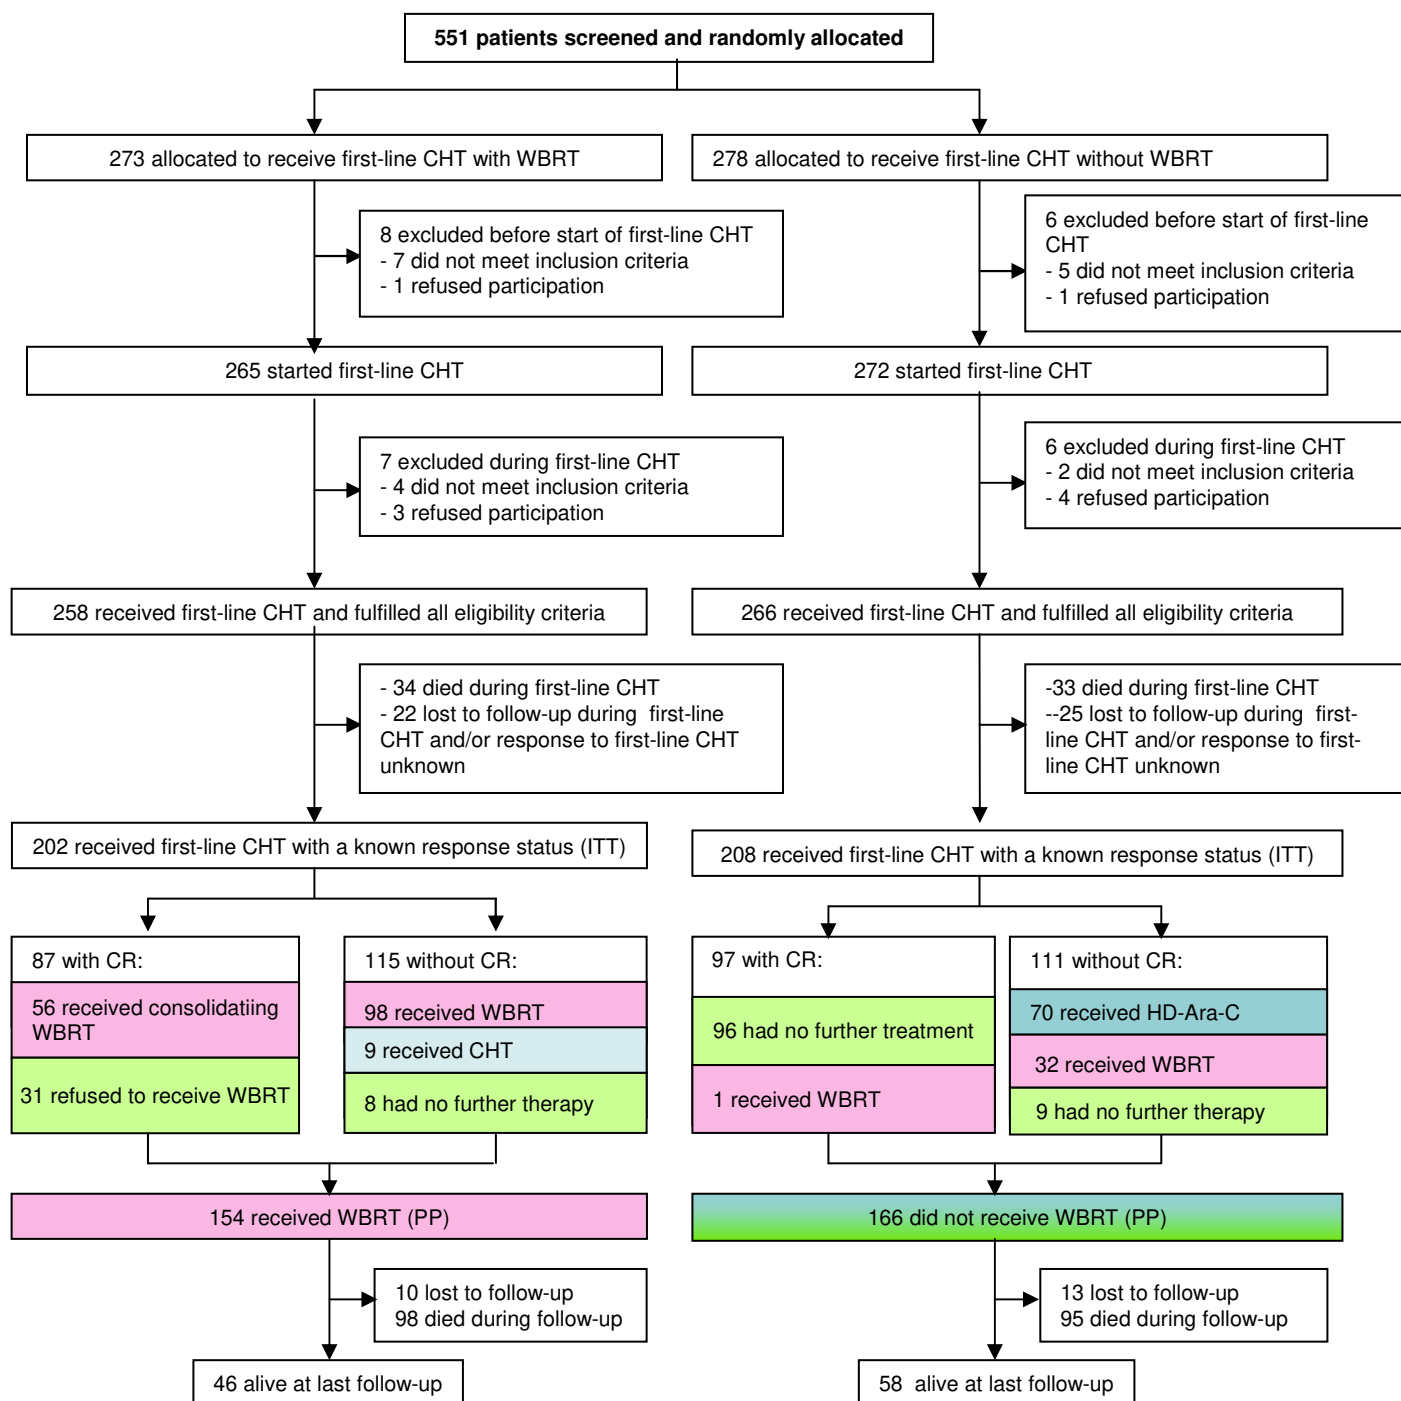 551 patients screened and randomly allocated
273 allocated to receive first-line CHT with WBRT
278 allocated to receive first-line CHT without WBRT
8 excluded before start of first-line CHT
- 7 did not meet inclusion criteria
- 1 refused participation
6 excluded before start of first-line
CHT
- 5 did not meet inclusion criteria
- 1 refused participation
265 started first-line CHT
272 started first-line CHT
7 excluded during first-line CHT
- 4 did not meet inclusion criteria
- 3 refused participation
6 excluded during first-line CHT
- 2 did not meet inclusion criteria
- 4 refused participation
258 received first-line CHT and fulfilled all eligibility criteria
266 received first-line CHT and fulfilled all eligibility criteria
- 34 died during first-line CHT
- 22 lost to follow-up during first-line
CHT and/or response to first-line CHT
unknown
-33 died during first-line CHT
--25 lost to follow-up during first-
line CHT and/or response to first-
line CHT unknown
202 received first-line CHT with a known response status (ITT)
208 received first-line CHT with a known response status (ITT)
87 with CR:
56 received consolidatiing
WBRT
31 refused to receive WBRT
115 without CR:
98 received WBRT
9 received CHT
8 had no further therapy
97 with CR:
96 had no further treatment
1 received WBRT
111 without CR:
70 received HD-Ara-C
32 received WBRT
9 had no further therapy
154 received WBRT (PP)
166 did not receive WBRT (PP)
10 lost to follow-up
98 died during follow-up
13 lost to follow-up
95 died during follow-up
46 alive at last follow-up
58 alive at last follow-up